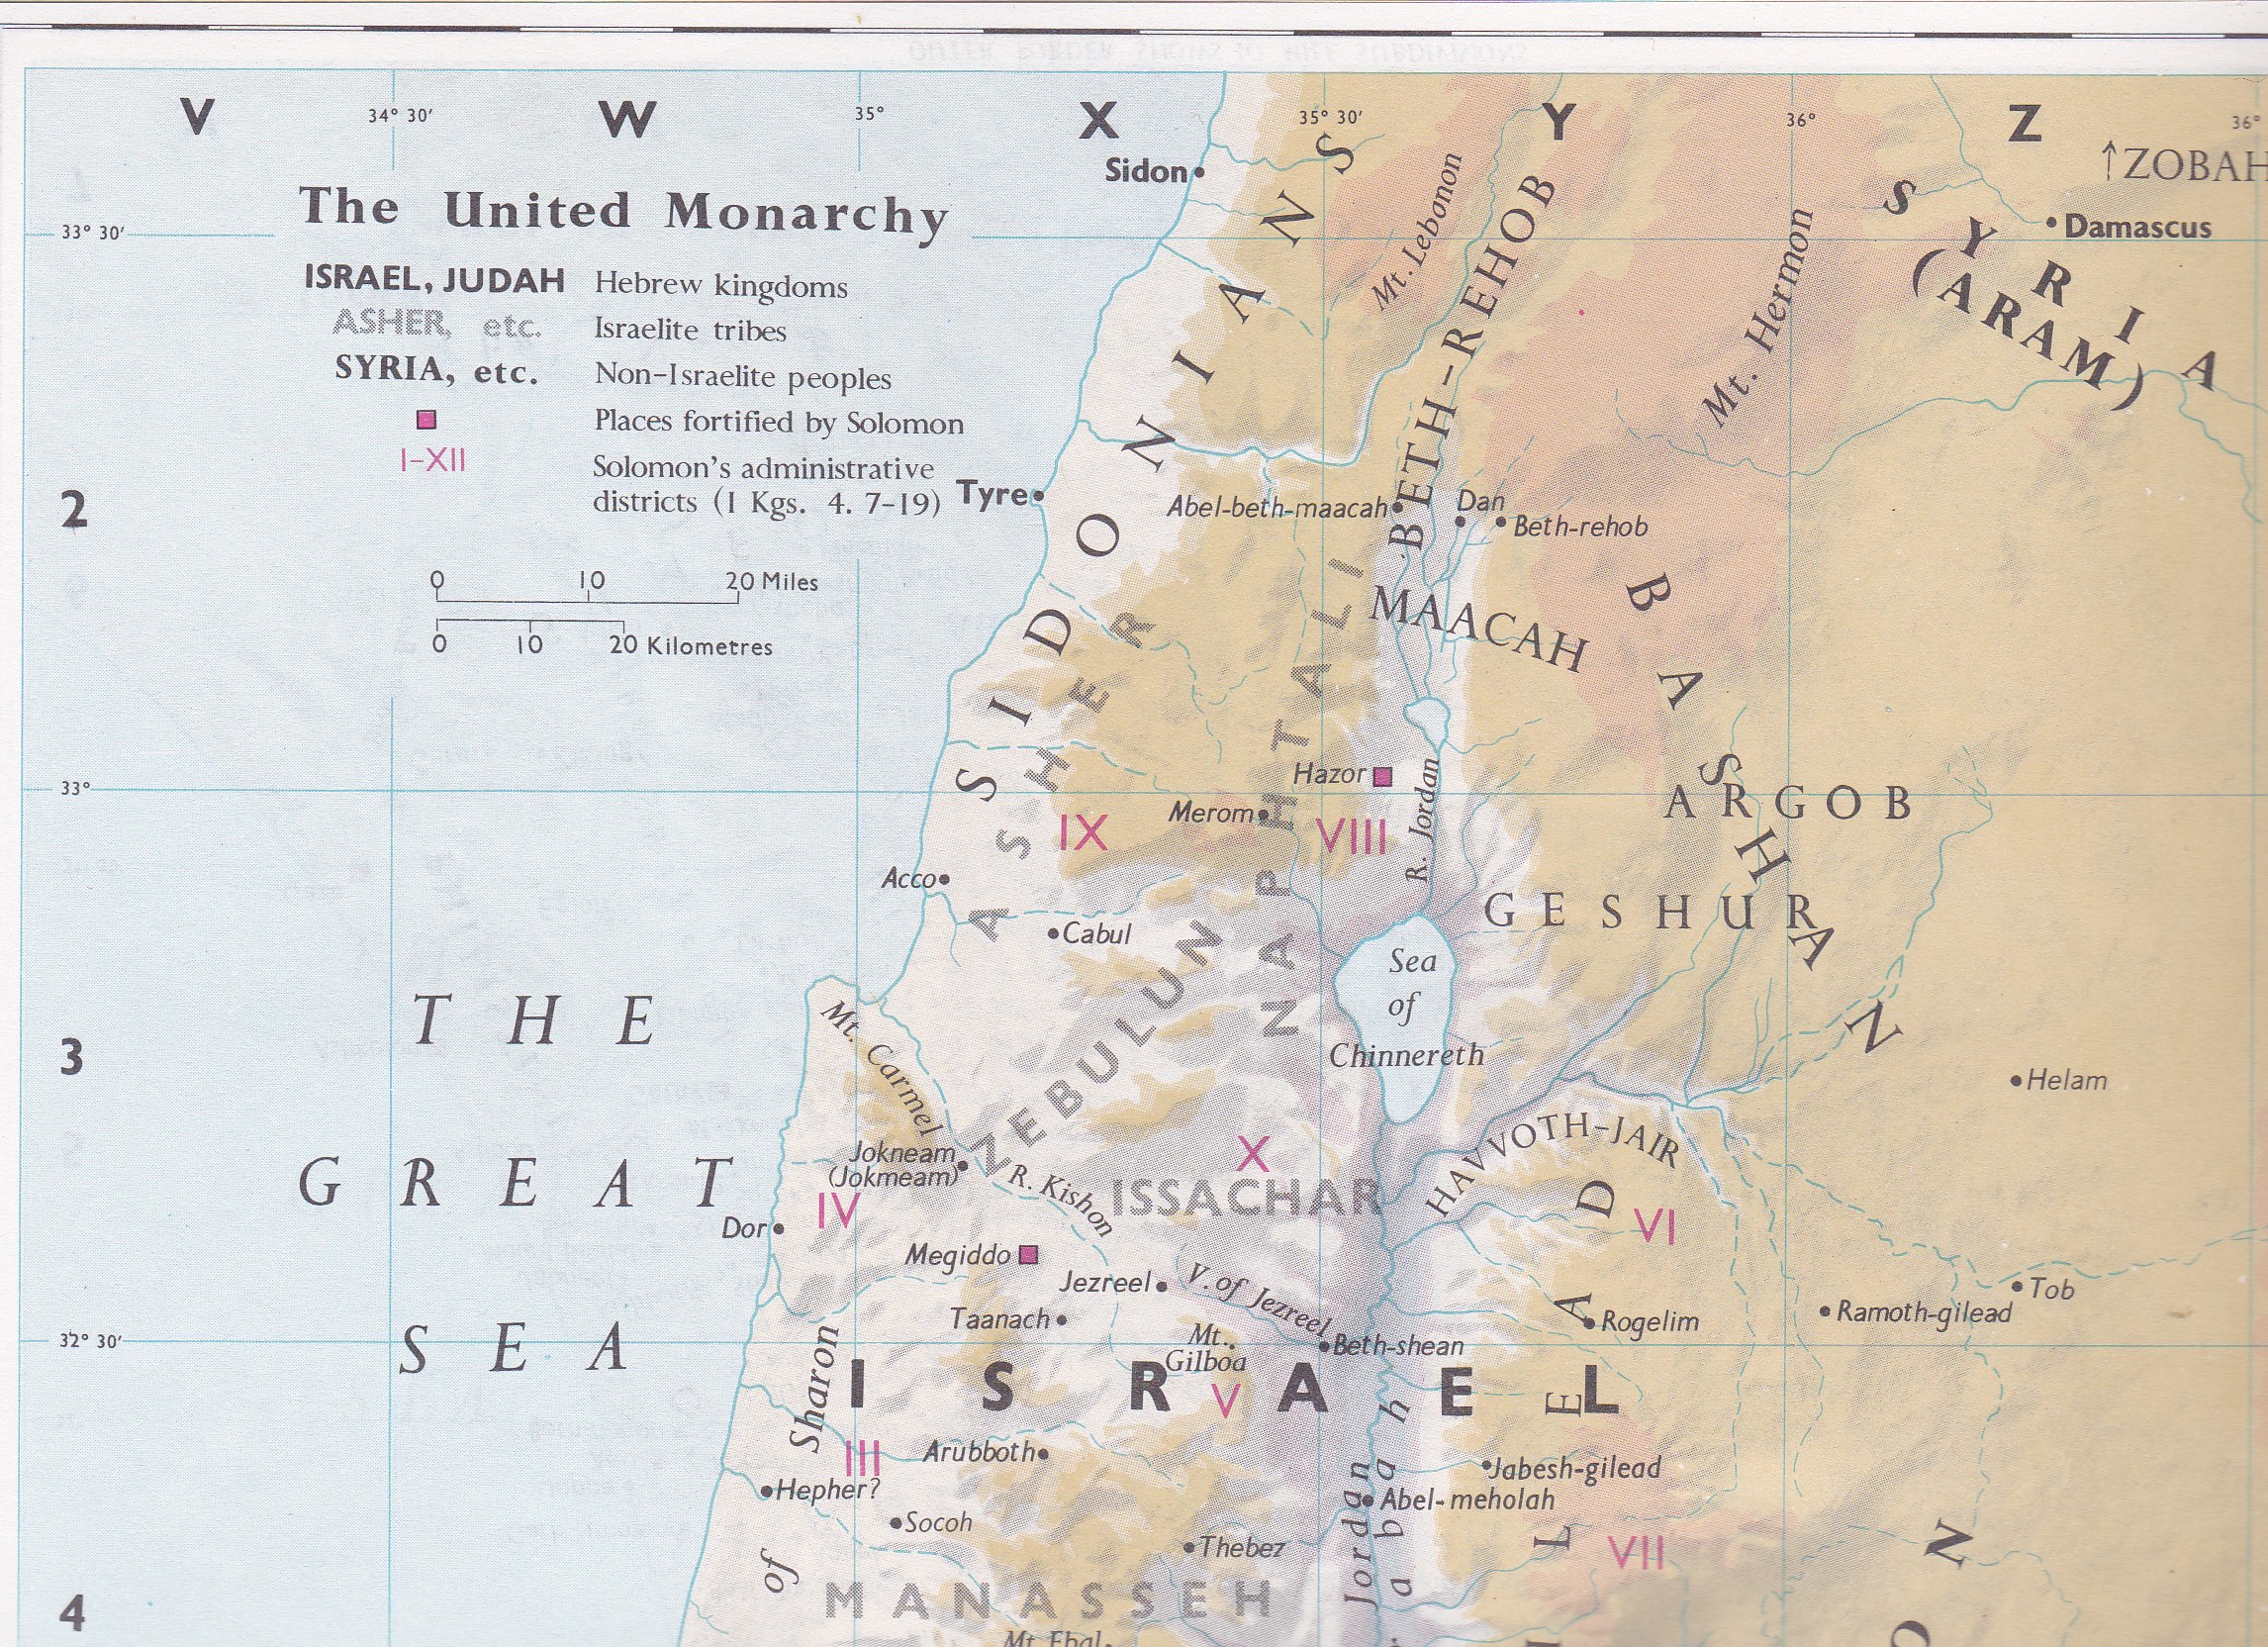 V W X Y Z
34° 30′ 35° 35° 30′ 36° 36°
The United Monarchy
ISRAEL, JUDAH Hebrew kingdoms
ASHER, etc. Israelite tribes
SYRIA, etc. Non-Israelite peoples
Places fortified by Solomon
I-XII Solomon's administrative
districts (I Kgs. 4. 7-19)
0 10 20 Miles
0 10 20 Kilometres
33° 30′
2
33°
3
32° 30′
4
Sidon
↑ZOBAH
Damascus
SYRIA
(ARAM)
Mt. Lebanon
BETH-REHOB
Mt. Hermon
SIDONIANS
Tyre
Abel-beth-maacah
Dan
Beth-rehob
MAACAH
BASHAN
ASHER
NAPHTALI
Hazor
R. Jordan
ARGOB
Merom
IX
VIII
Acco
GESHUR
Cabul
ZEBULUN
Sea
of
Chinnereth
THE
GREAT
SEA
Mt. Carmel
Helam
HAVVOTH-JAIR
Jokneam
(Jokmeam)
R. Kishon
X
ISSACHAR
IV
VI
Dor
Megiddo
Jezreel
V. of Jezreel
Tob
Taanach
Rogelim
Ramoth-gilead
Mt.
Gilboa
Beth-shean
ISRAEL
V
Sharon
of
III
Arubboth
Jabesh-gilead
Hepher?
Abel-meholah
Socoh
Thebez
Jordan
VII
MANASSEH
Mt. Ebal